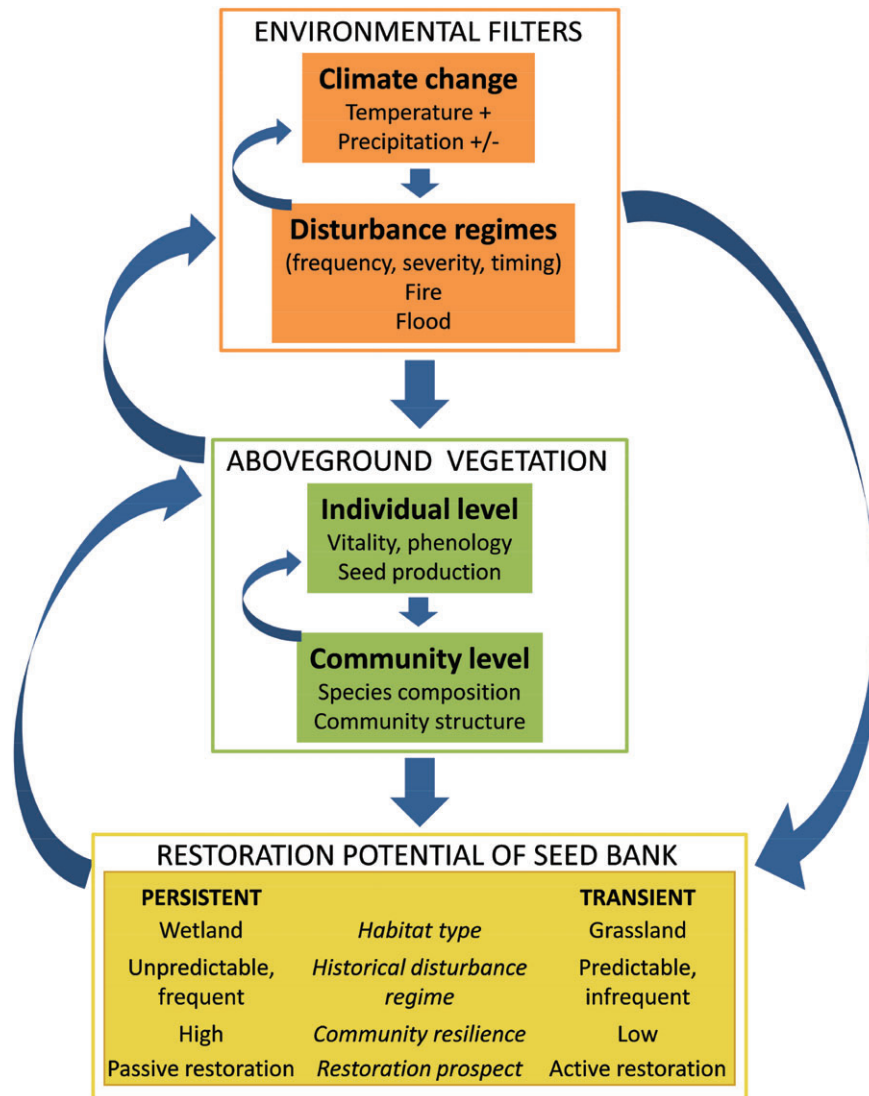 ENVIRONMENTAL FILTERS
Climate change
Temperature +
Precipitation +/-
Disturbance regimes
(frequency, severity, timing)
Fire
Flood
ABOVEGROUND VEGETATION
Individual level
Vitality, phenology
Seed production
Community level
Species composition
Community structure
RESTORATION POTENTIAL OF SEED BANK
PERSISTENT TRANSIENT
Wetland Habitat type Grassland
Unpredictable, Historical disturbance Predictable,
frequent regime infrequent
High Community resilience Low
Passive restoration Restoration prospect Active restoration